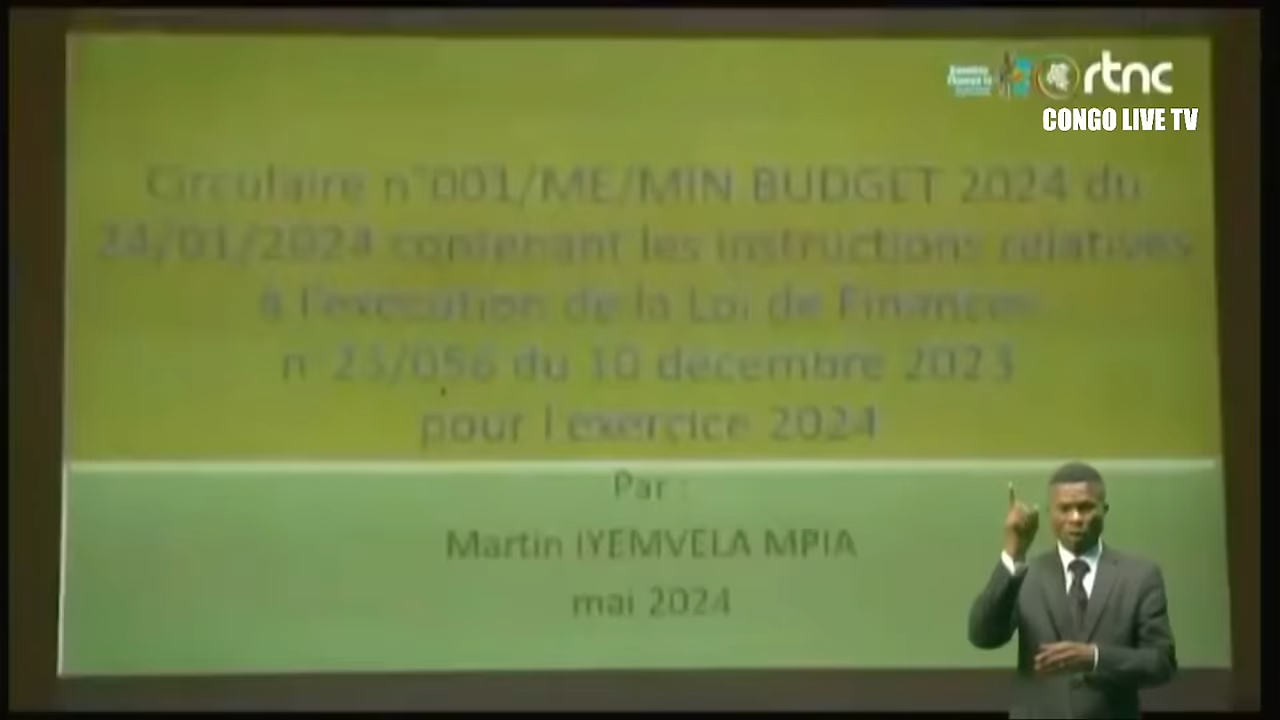 rtnc
CONGO LIVE TV
Circulaire n°001/ME/MIN BUDGET 2024 du
24/01/2024 contenant les instructions relatives
à l'exécution de la Loi de Finances
n°23/056 du 10 décembre 2023
pour l'exercice 2024
Par :
Martin IYEMVELA MPIA
mai 2024